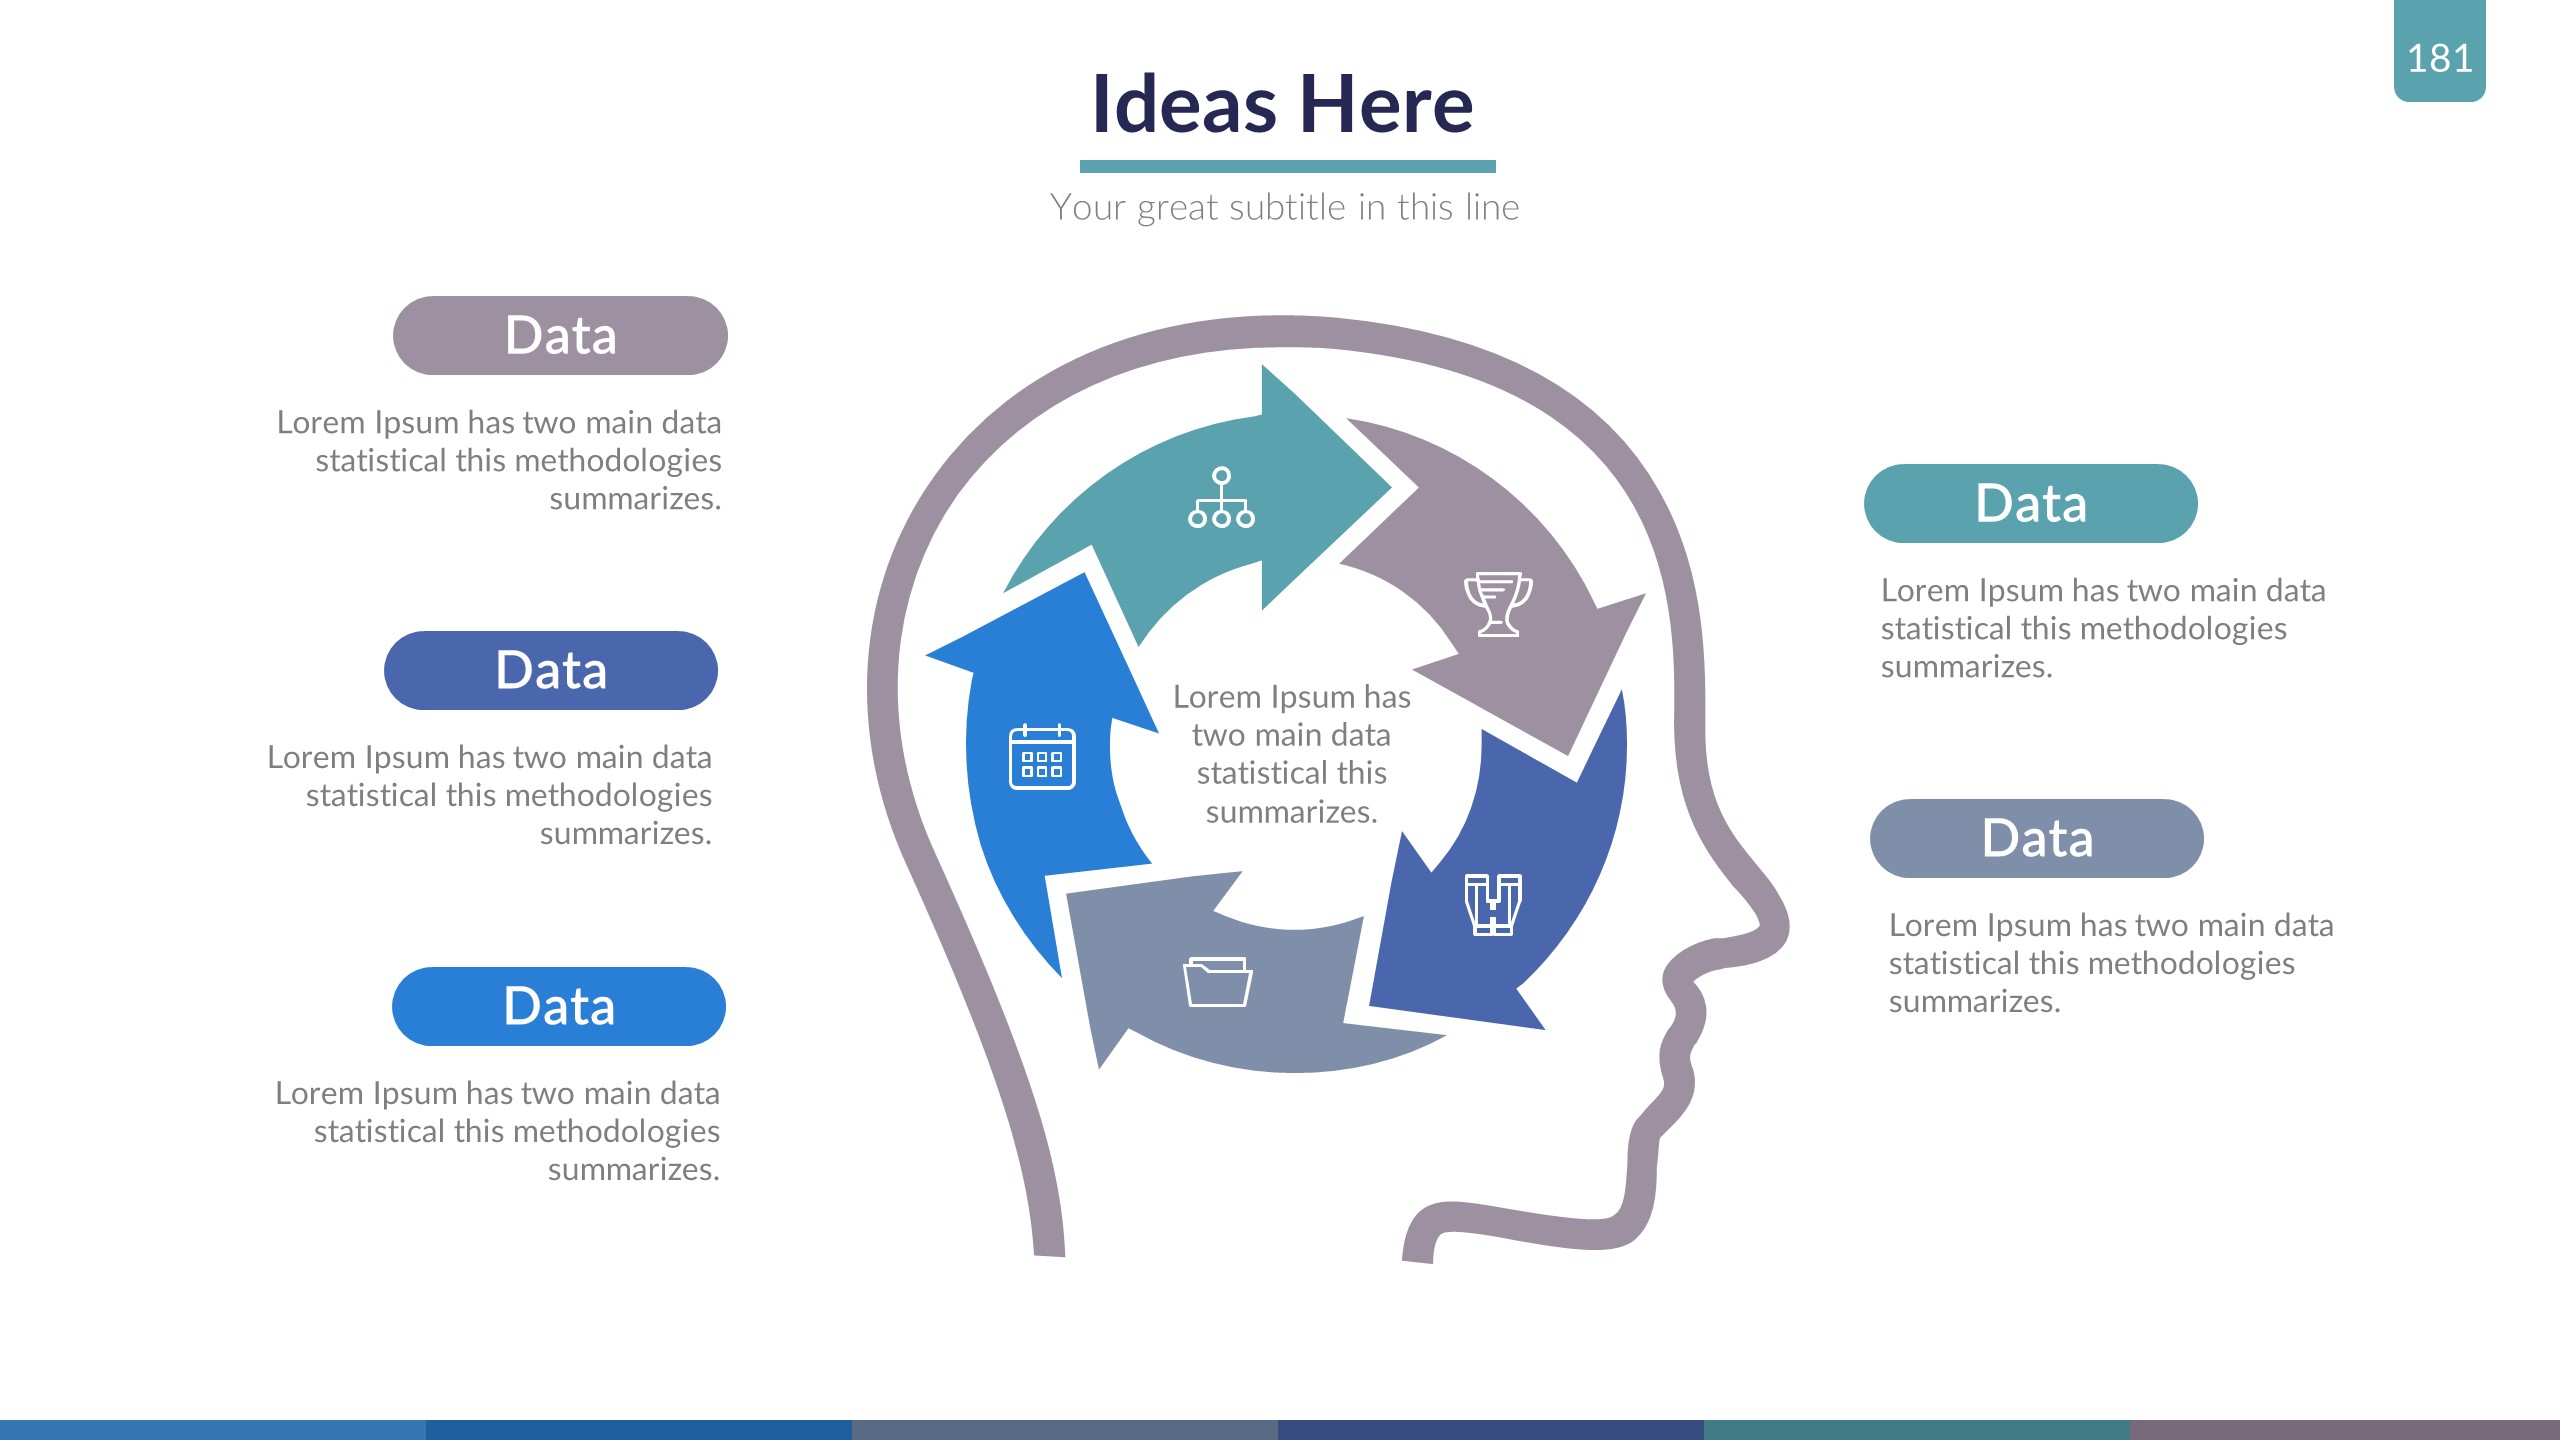 181
Ideas Here
Your great subtitle in this line
Data
Lorem Ipsum has two main data
statistical this methodologies
summarizes.
Data
Lorem Ipsum has two main data
statistical this methodologies
summarizes.
Data
Lorem Ipsum has two main data
statistical this methodologies
summarizes.
Lorem Ipsum has
two main data
statistical this
summarizes.
Data
Lorem Ipsum has two main data
statistical this methodologies
summarizes.
Data
Lorem Ipsum has two main data
statistical this methodologies
summarizes.